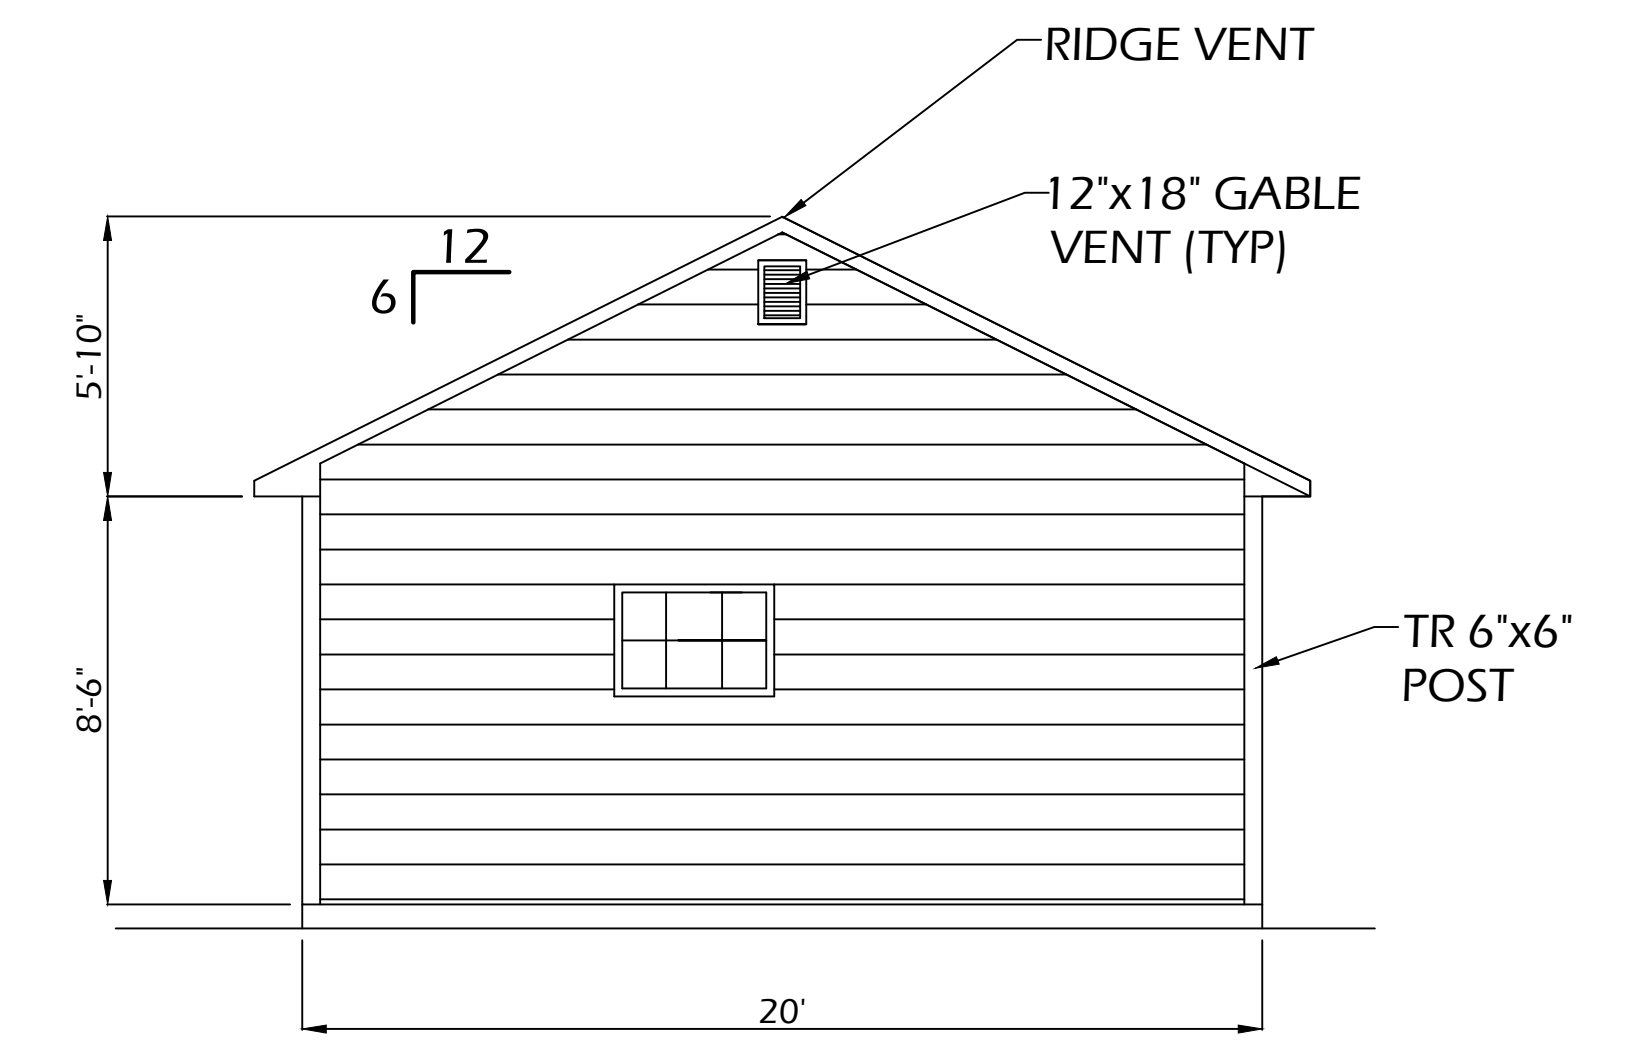 RIDGE VENT
12"x18" GABLE
VENT (TYP)
12
6
5'-10"
8'-6"
TR 6"x6"
POST
20'